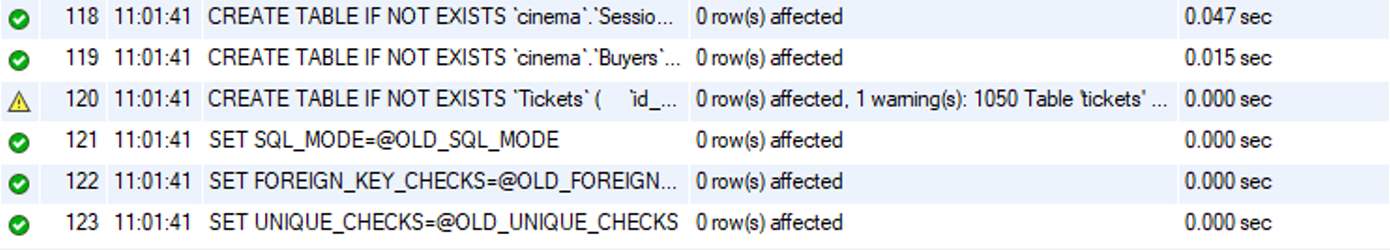 118 11:01:41 CREATE TABLE IF NOT EXISTS `cinema`.`Sessio... 0 row(s) affected 0.047 sec
119 11:01:41 CREATE TABLE IF NOT EXISTS `cinema`.`Buyers`... 0 row(s) affected 0.015 sec
120 11:01:41 CREATE TABLE IF NOT EXISTS `Tickets` ( `id_... 0 row(s) affected, 1 warning(s): 1050 Table 'tickets' ... 0.000 sec
121 11:01:41 SET SQL_MODE=@OLD_SQL_MODE 0 row(s) affected 0.000 sec
122 11:01:41 SET FOREIGN_KEY_CHECKS=@OLD_FOREIGN... 0 row(s) affected 0.000 sec
123 11:01:41 SET UNIQUE_CHECKS=@OLD_UNIQUE_CHECKS 0 row(s) affected 0.000 sec